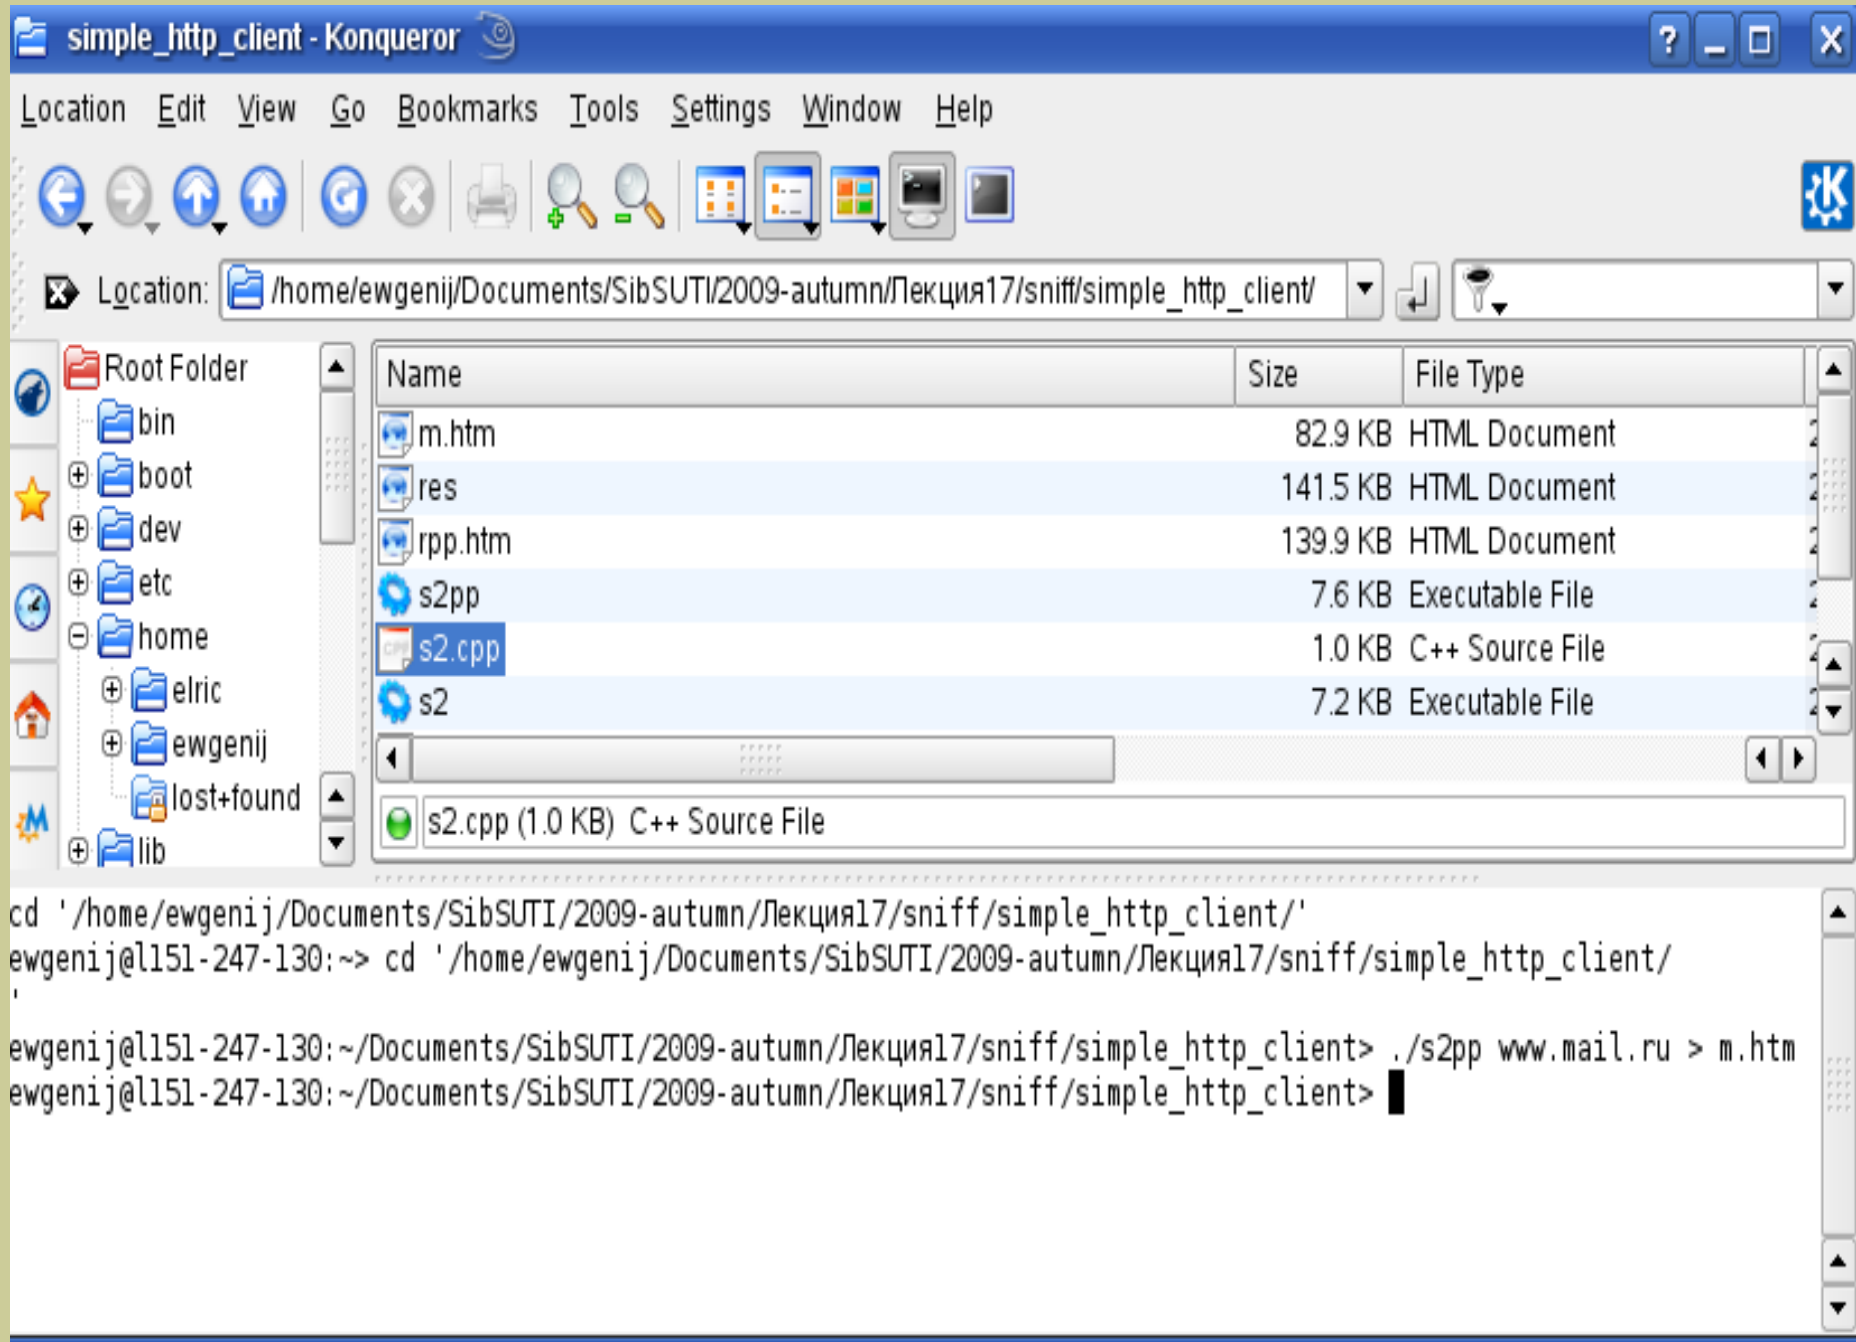 simple_http_client - Konqueror
Location Edit View Go Bookmarks Tools Settings Window Help
Location: /home/ewgenij/Documents/SibSUTI/2009-autumn/Лекция17/sniff/simple_http_client/
Root Folder
bin
boot
dev
etc
home
elric
ewgenij
lost+found
lib
Name Size File Type
m.htm 82.9 KB HTML Document 2
res 141.5 KB HTML Document 2
rpp.htm 139.9 KB HTML Document 2
s2pp 7.6 KB Executable File 2
s2.cpp 1.0 KB C++ Source File 2
s2 7.2 KB Executable File 2
s2.cpp (1.0 KB) C++ Source File
cd '/home/ewgenij/Documents/SibSUTI/2009-autumn/Лекция17/sniff/simple_http_client/'
ewgenij@l151-247-130:~> cd '/home/ewgenij/Documents/SibSUTI/2009-autumn/Лекция17/sniff/simple_http_client/
'
ewgenij@l151-247-130:~/Documents/SibSUTI/2009-autumn/Лекция17/sniff/simple_http_client> ./s2pp www.mail.ru > m.htm
ewgenij@l151-247-130:~/Documents/SibSUTI/2009-autumn/Лекция17/sniff/simple_http_client>